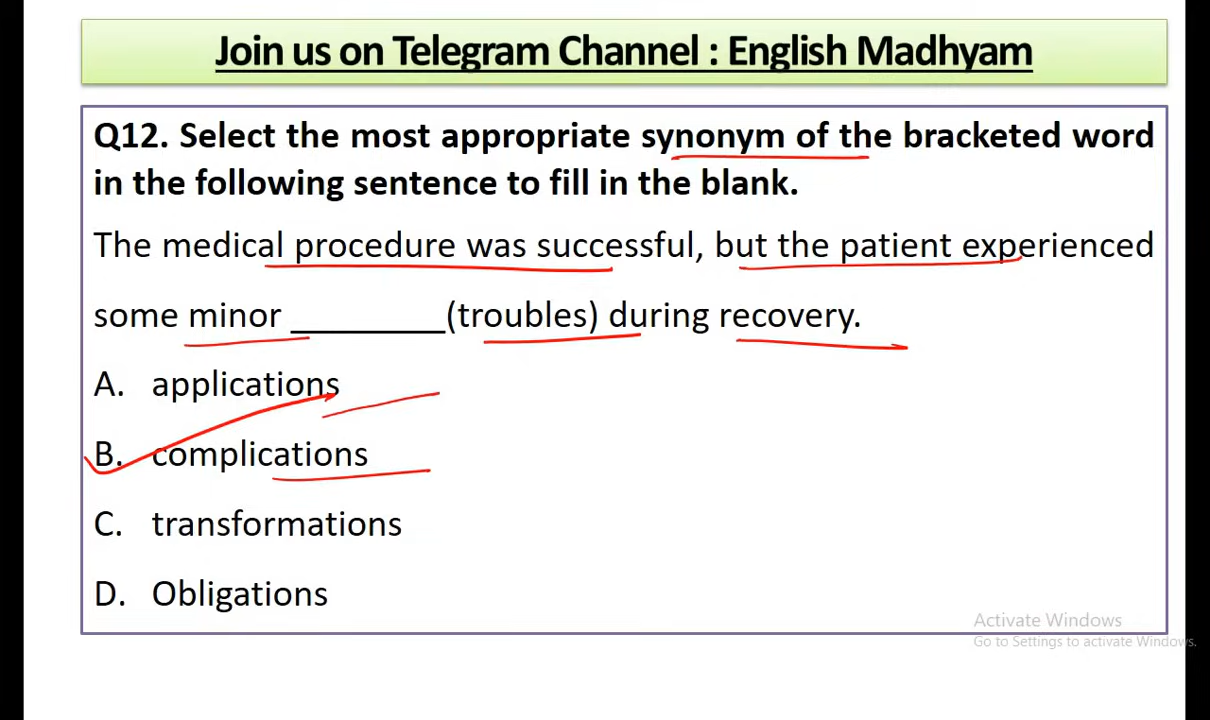 Join us on Telegram Channel : English Madhyam
Q12. Select the most appropriate synonym of the bracketed word
in the following sentence to fill in the blank.
The medical procedure was successful, but the patient experienced
some minor ________(troubles) during recovery.
A. applications
B. complications
C. transformations
D. Obligations
Activate Windows
Go to Settings to activate Windows.